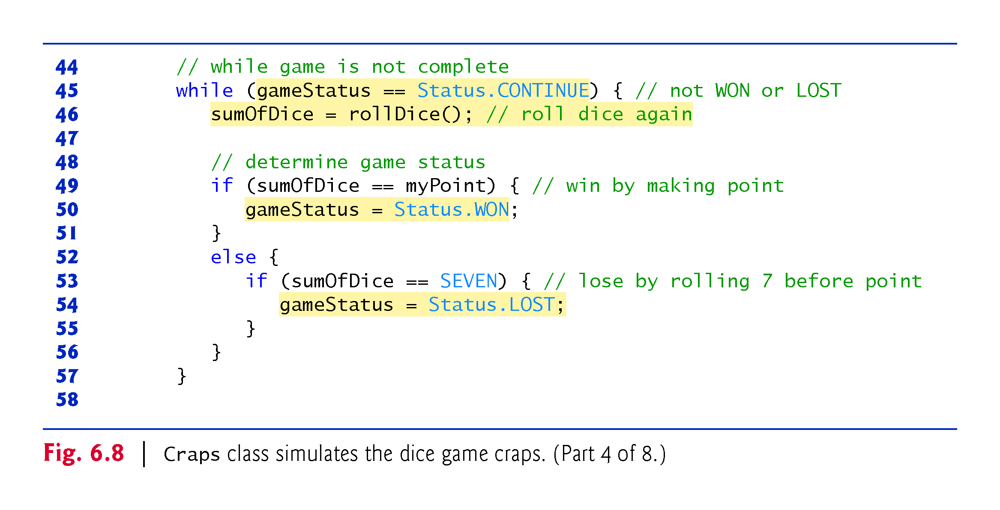 44 // while game is not complete
45 while (gameStatus == Status.CONTINUE) { // not WON or LOST
46 sumOfDice = rollDice(); // roll dice again
47
48 // determine game status
49 if (sumOfDice == myPoint) { // win by making point
50 gameStatus = Status.WON;
51 }
52 else {
53 if (sumOfDice == SEVEN) { // lose by rolling 7 before point
54 gameStatus = Status.LOST;
55 }
56 }
57 }
58
Fig. 6.8 | Craps class simulates the dice game craps. (Part 4 of 8.)